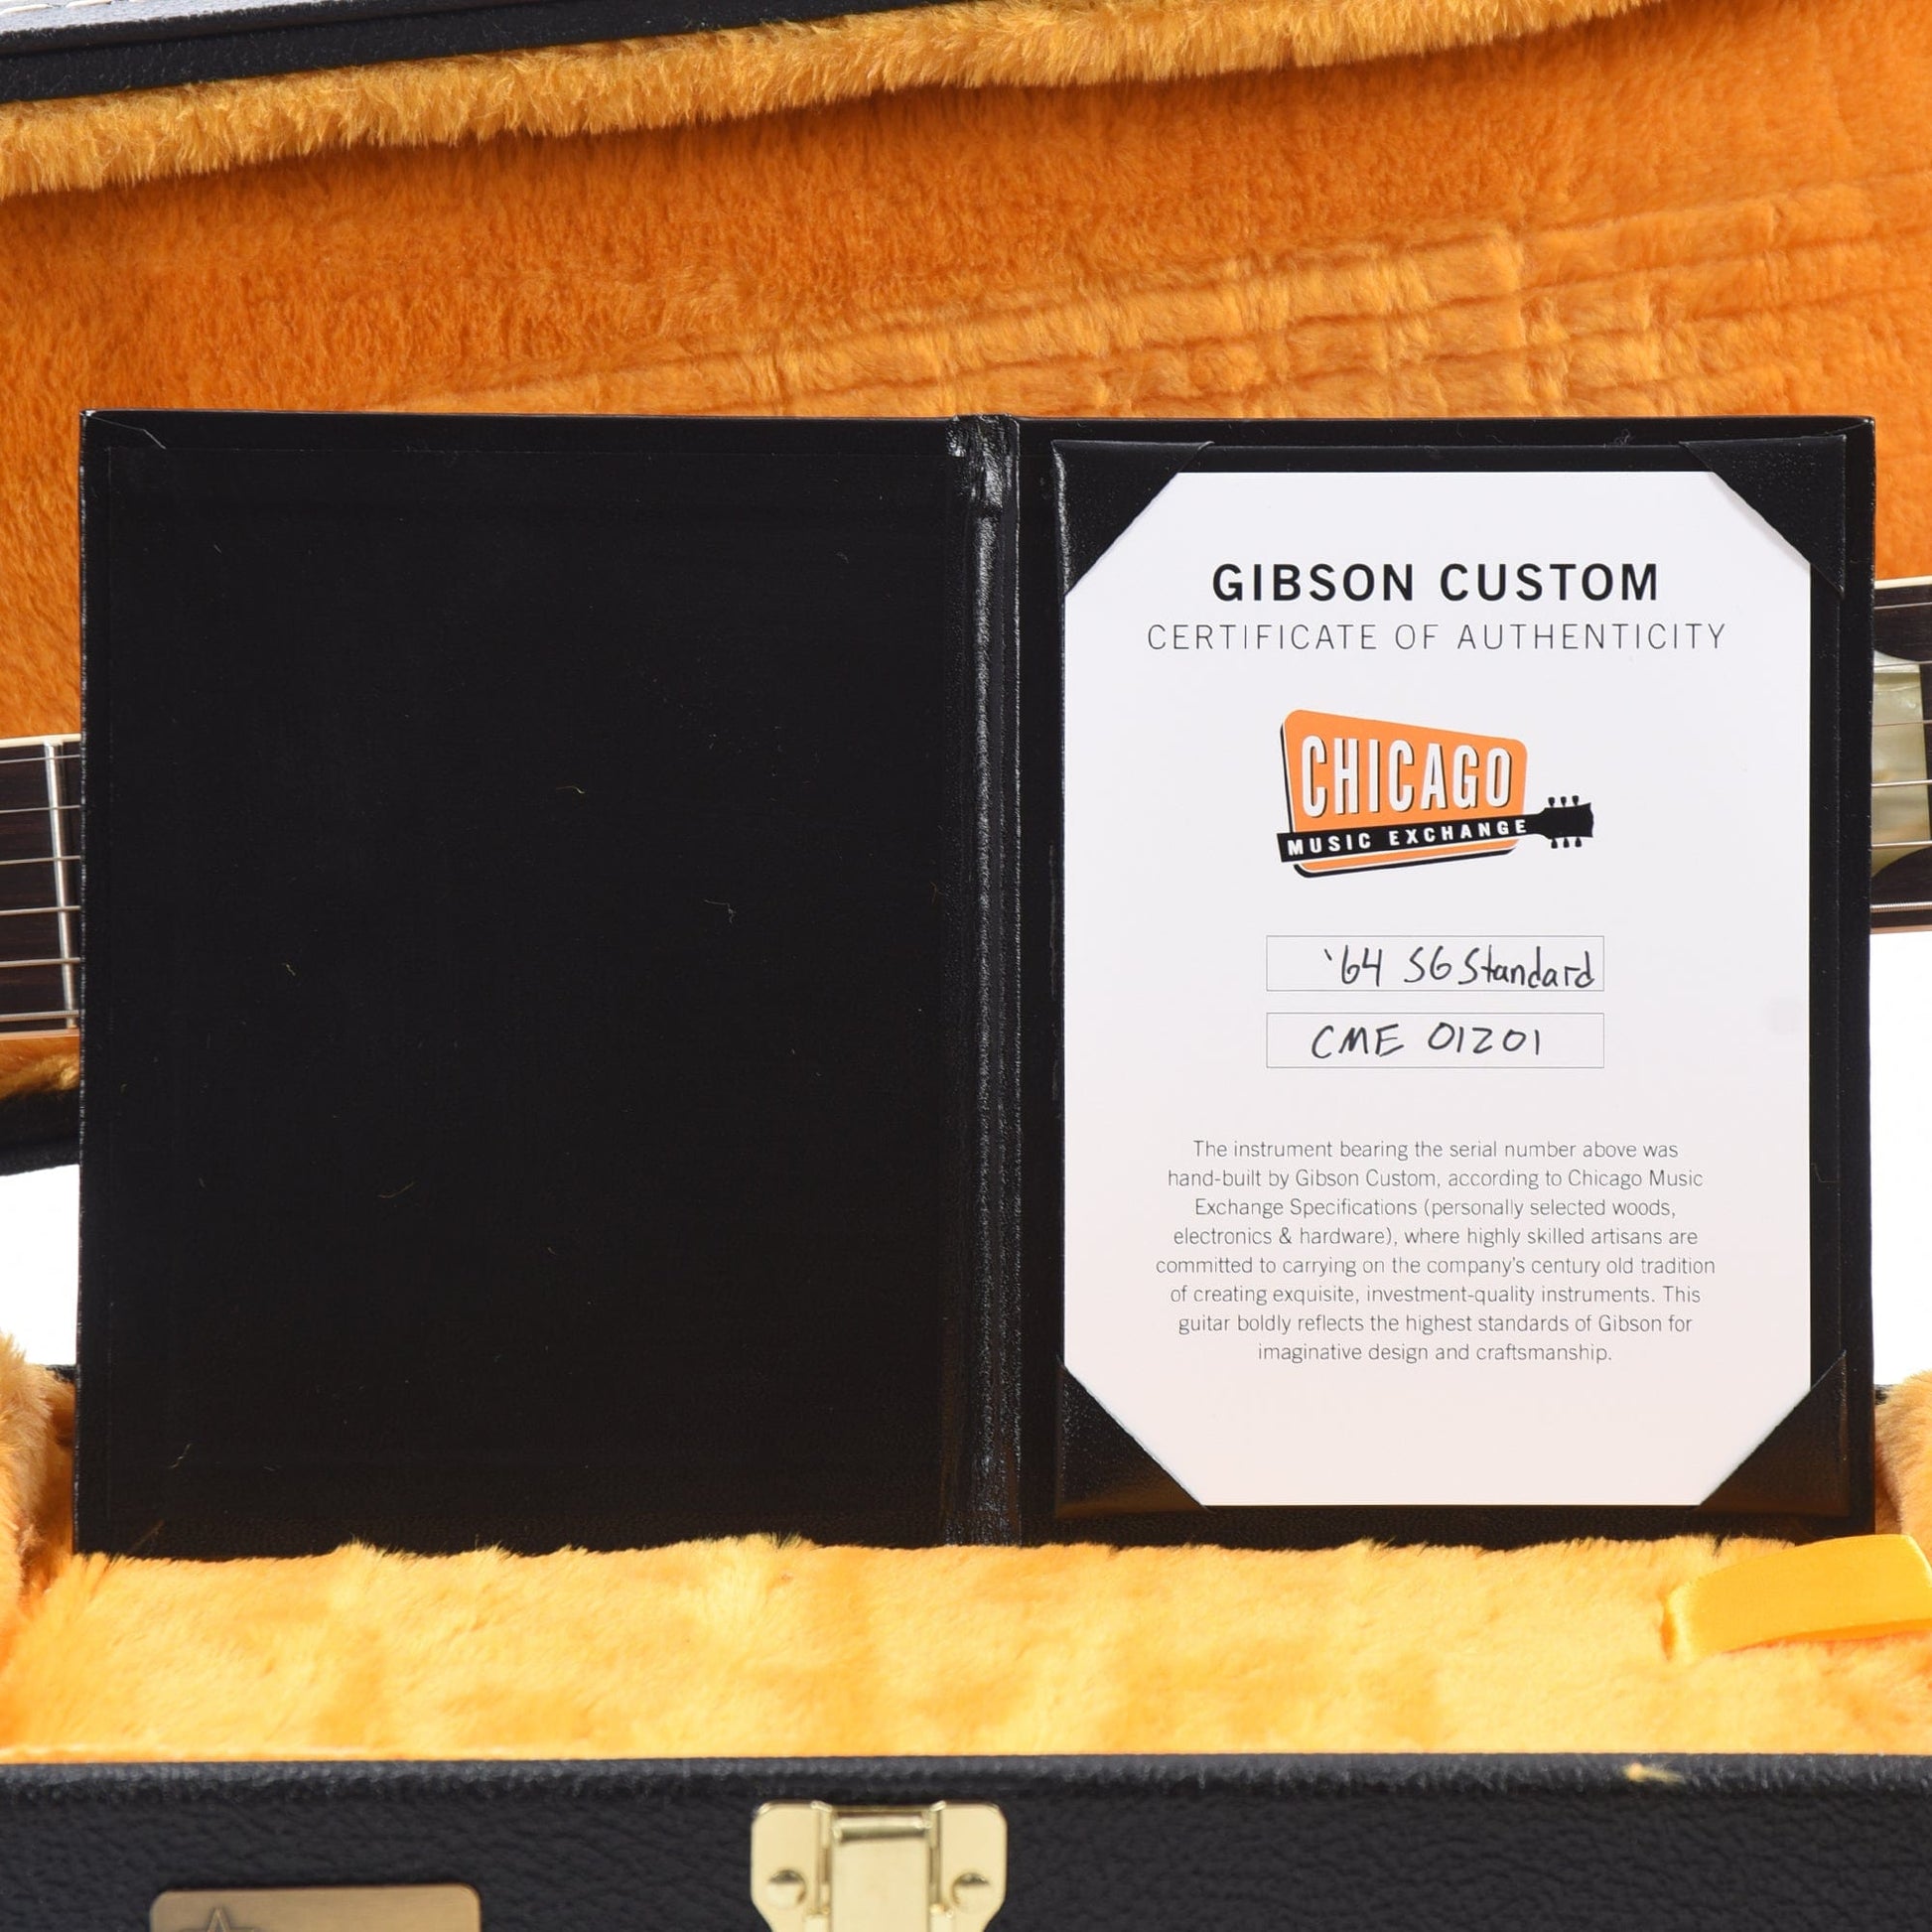 GIBSON CUSTOM
CERTIFICATE OF AUTHENTICITY
CHICAGO
MUSIC EXCHANGE
'64 SG Standard
CME 01201
The instrument bearing the serial number above was
hand-built by Gibson Custom, according to Chicago Music
Exchange Specifications (personally selected woods,
electronics & hardware), where highly skilled artisans are
committed to carrying on the company's century old tradition
of creating exquisite, investment-quality instruments. This
guitar boldly reflects the highest standards of Gibson for
imaginative design and craftsmanship.